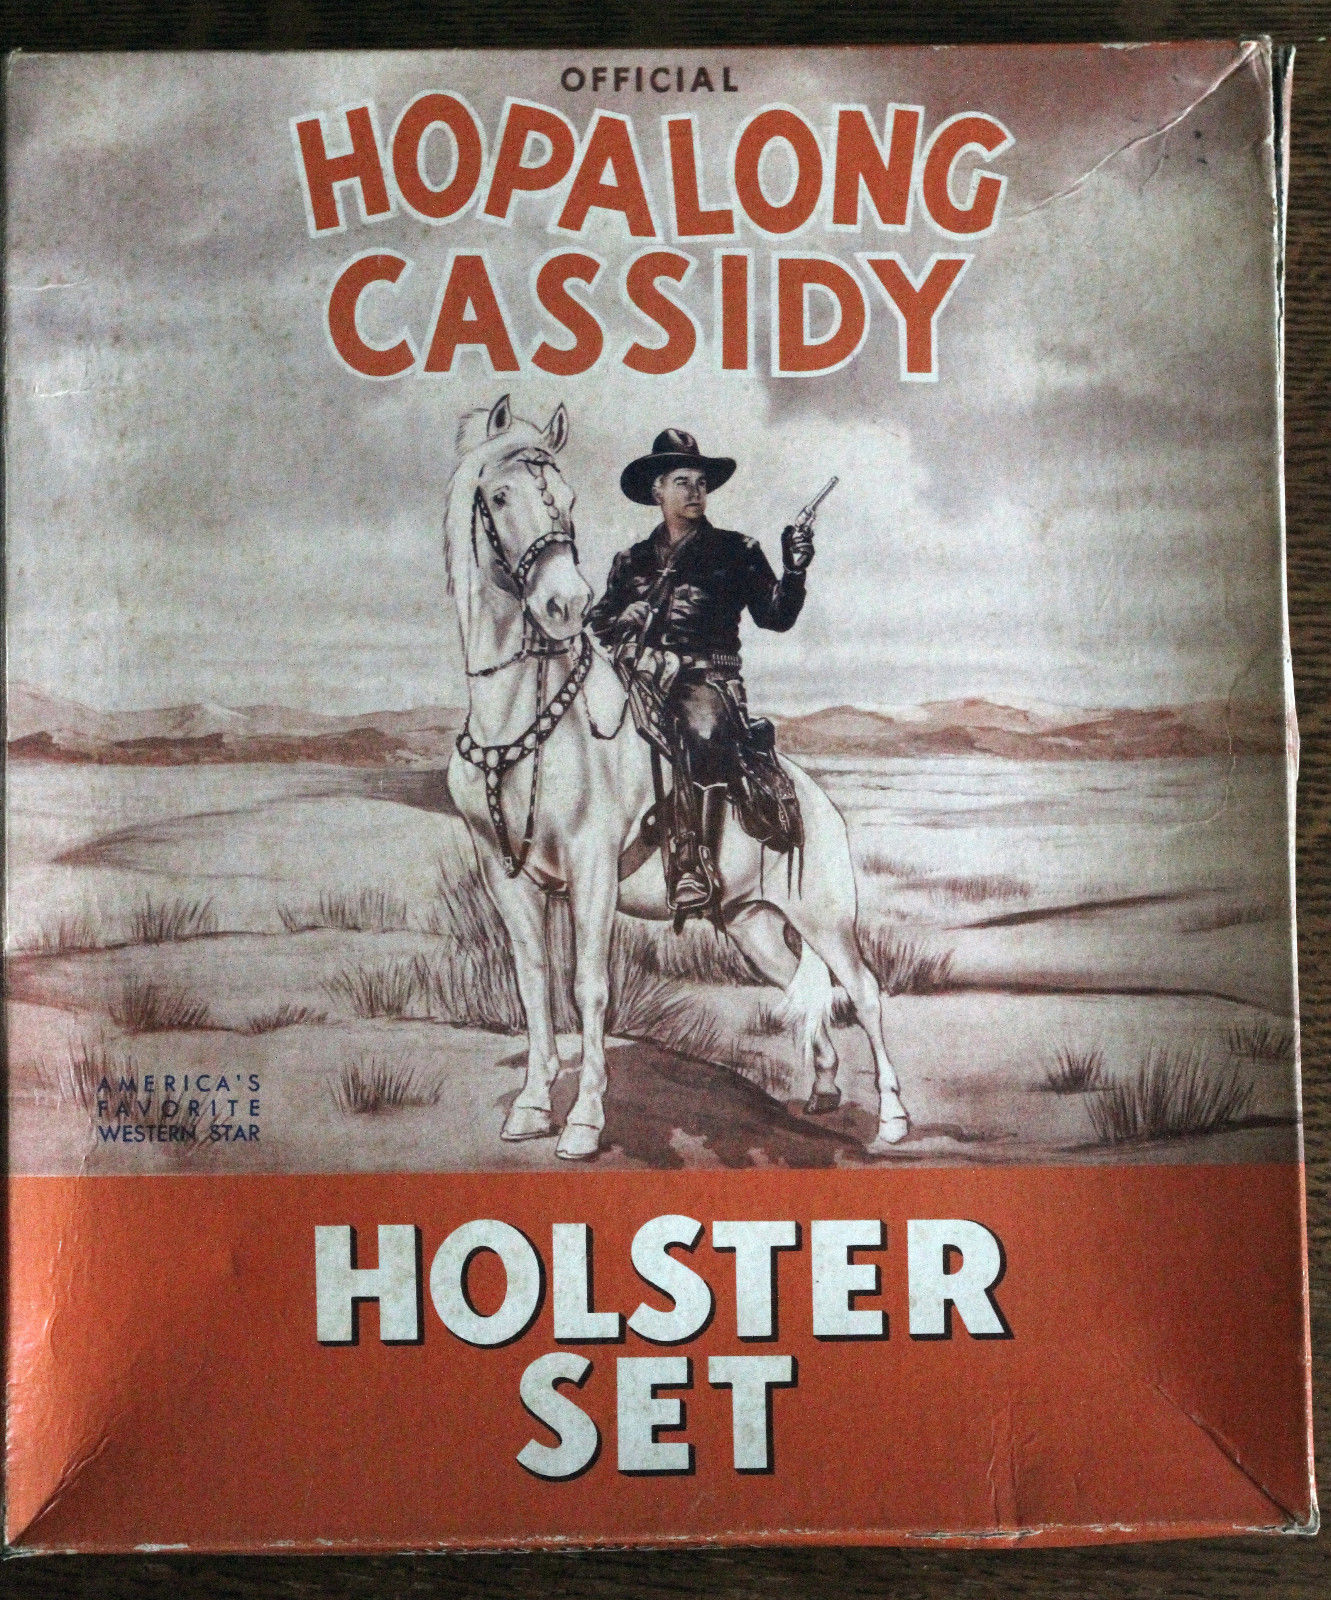 OFFICIAL
HOPALONG
CASSIDY
AMERICA'S
FAVORITE
WESTERN STAR
HOLSTER
SET